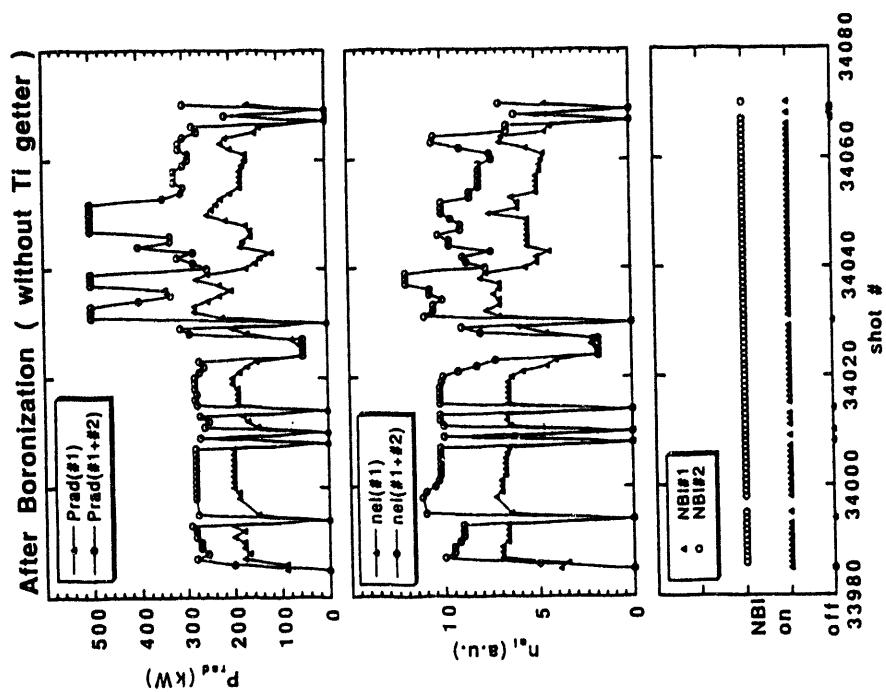 After Boronization ( without Ti getter )
Prad(#1)
Prad(#1+#2)
500
400
300
200
100
0
P_rad (kW)
nel(#1)
nel(#1+#2)
10
5
0
n_el (a.u.)
NBI#1
NBI#2
NBI
on
off
33980
34000
34020
34040
34060
34080
shot #